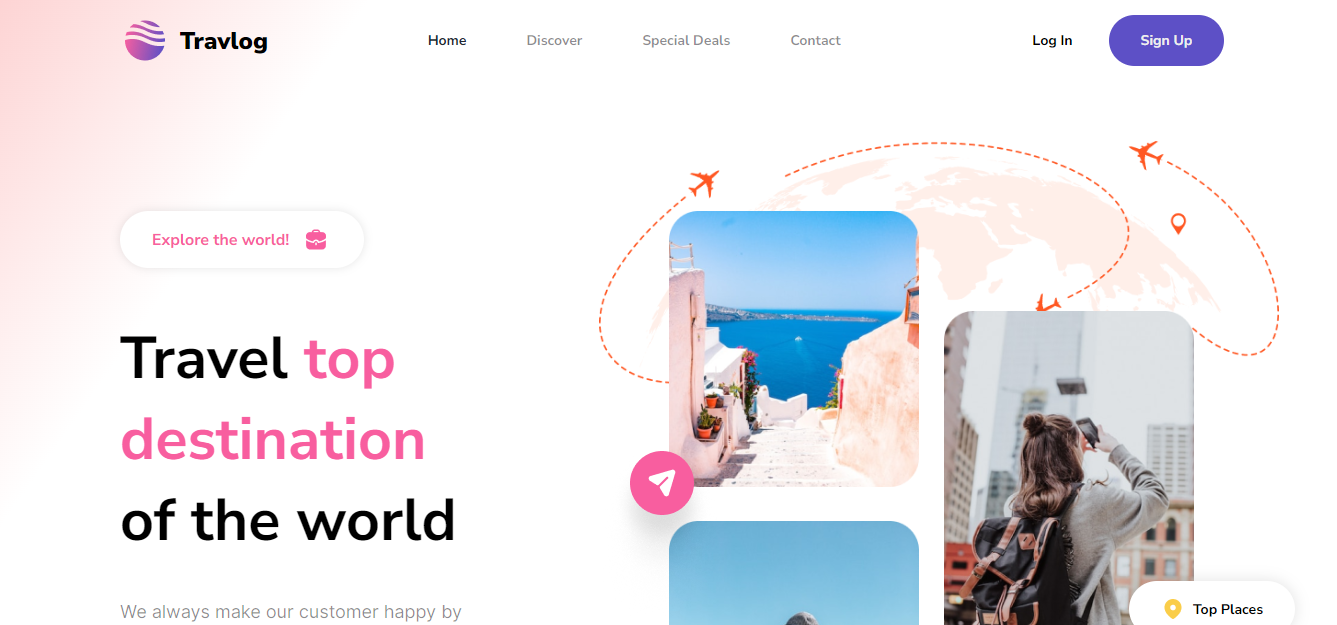 Travlog
Home
Discover
Special Deals
Contact
Log In
Sign Up
Explore the world!
Travel top
destination
of the world
We always make our customer happy by
Top Places